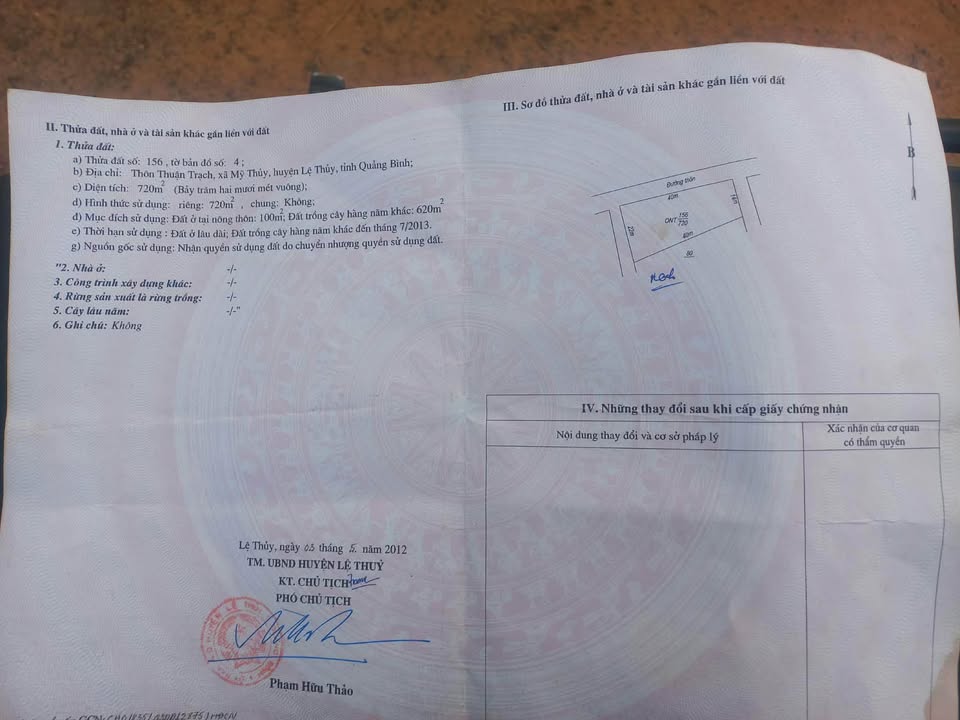 II. Thửa đất, nhà ở và tài sản khác gắn liền với đất
1. Thửa đất:
a) Thửa đất số: 156 , tờ bản đồ số: 4 ;
b) Địa chỉ: Thôn Thuận Trạch, xã Mỹ Thủy, huyện Lệ Thủy, tỉnh Quảng Bình;
c) Diện tích: 720m² (Bảy trăm hai mươi mét vuông);
d) Hình thức sử dụng: riêng: 720m² , chung: Không;
đ) Mục đích sử dụng: Đất ở tại nông thôn: 100m²; Đất trồng cây hàng năm khác: 620m²
e) Thời hạn sử dụng : Đất ở lâu dài; Đất trồng cây hàng năm khác đến tháng 7/2013.
g) Nguồn gốc sử dụng: Nhận quyền sử dụng đất do chuyển nhượng quyền sử dụng đất.
"2. Nhà ở: -/-
3. Công trình xây dựng khác: -/-
4. Rừng sản xuất là rừng trồng: -/-
5. Cây lâu năm: -/-"
6. Ghi chú: Không
Lệ Thủy, ngày 03 tháng 5. năm 2012
TM. UBND HUYỆN LỆ THUỶ
KT. CHỦ TỊCH
PHÓ CHỦ TỊCH
Phạm Hữu Thảo
III. Sơ đồ thửa đất, nhà ở và tài sản khác gắn liền với đất
B
Đường thôn
40m
ONT 156
720
40m
IV. Những thay đổi sau khi cấp giấy chứng nhận
Nội dung thay đổi và cơ sở pháp lý
Xác nhận của cơ quan
có thẩm quyền